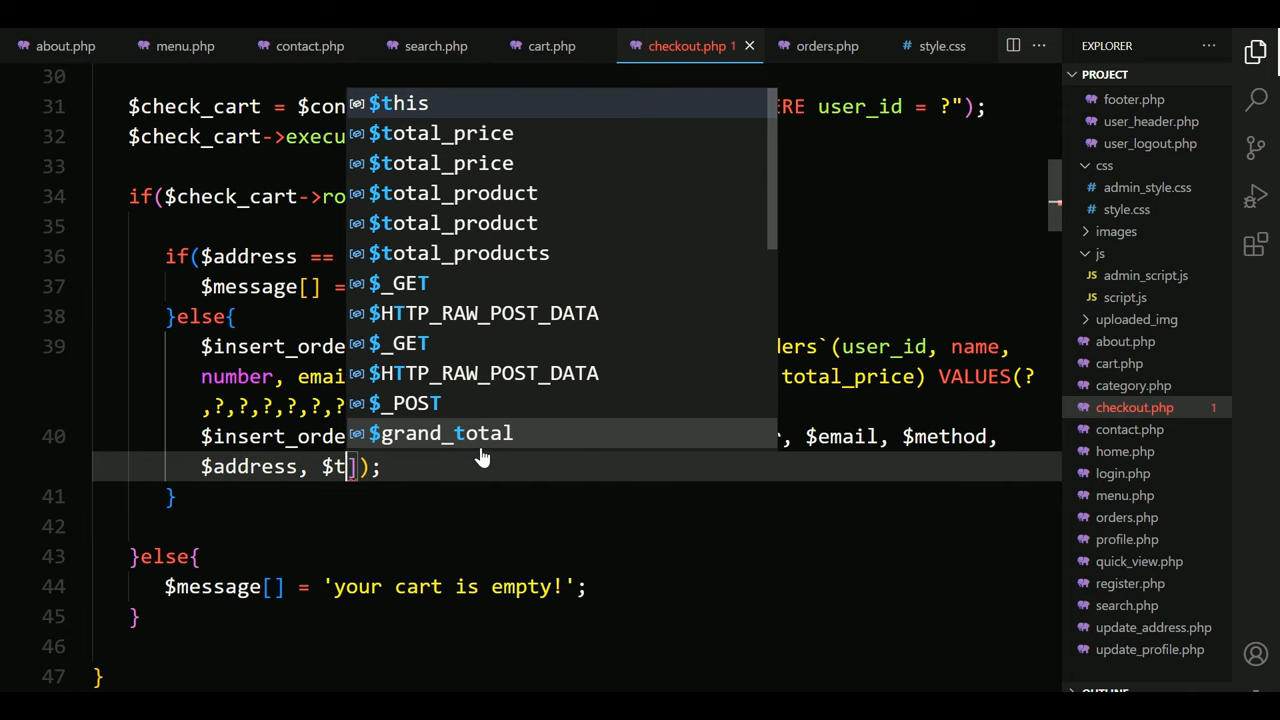 about.php menu.php contact.php search.php cart.php checkout.php 1 × orders.php # style.css ···
EXPLORER ···
PROJECT
footer.php
user_header.php
user_logout.php
css
# admin_style.css
# style.css
images
js
JS admin_script.js
JS script.js
uploaded_img
about.php
cart.php
category.php
checkout.php 1
contact.php
home.php
login.php
menu.php
orders.php
profile.php
quick_view.php
register.php
search.php
update_address.php
update_profile.php
30
31 $check_cart = $con ERE user_id = ?");
32 $check_cart->execu
33
34 if($check_cart->ro
35
36 if($address ==
37 $message[] =
38 }else{
39 $insert_orde ders`(user_id, name,
number, emai total_price) VALUES(?
,?,?,?,?,?,?
40 $insert_orde r, $email, $method,
$address, $t]);
41 }
42
43 }else{
44 $message[] = 'your cart is empty!';
45 }
46
47 }
$this
$total_price
$total_price
$total_product
$total_product
$total_products
$_GET
$HTTP_RAW_POST_DATA
$_GET
$HTTP_RAW_POST_DATA
$_POST
$grand_total